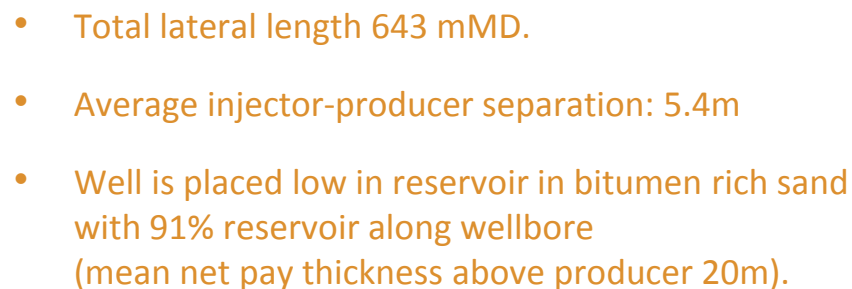 • Total lateral length 643 mMD.
• Average injector-producer separation: 5.4m
• Well is placed low in reservoir in bitumen rich sand
with 91% reservoir along wellbore
(mean net pay thickness above producer 20m).